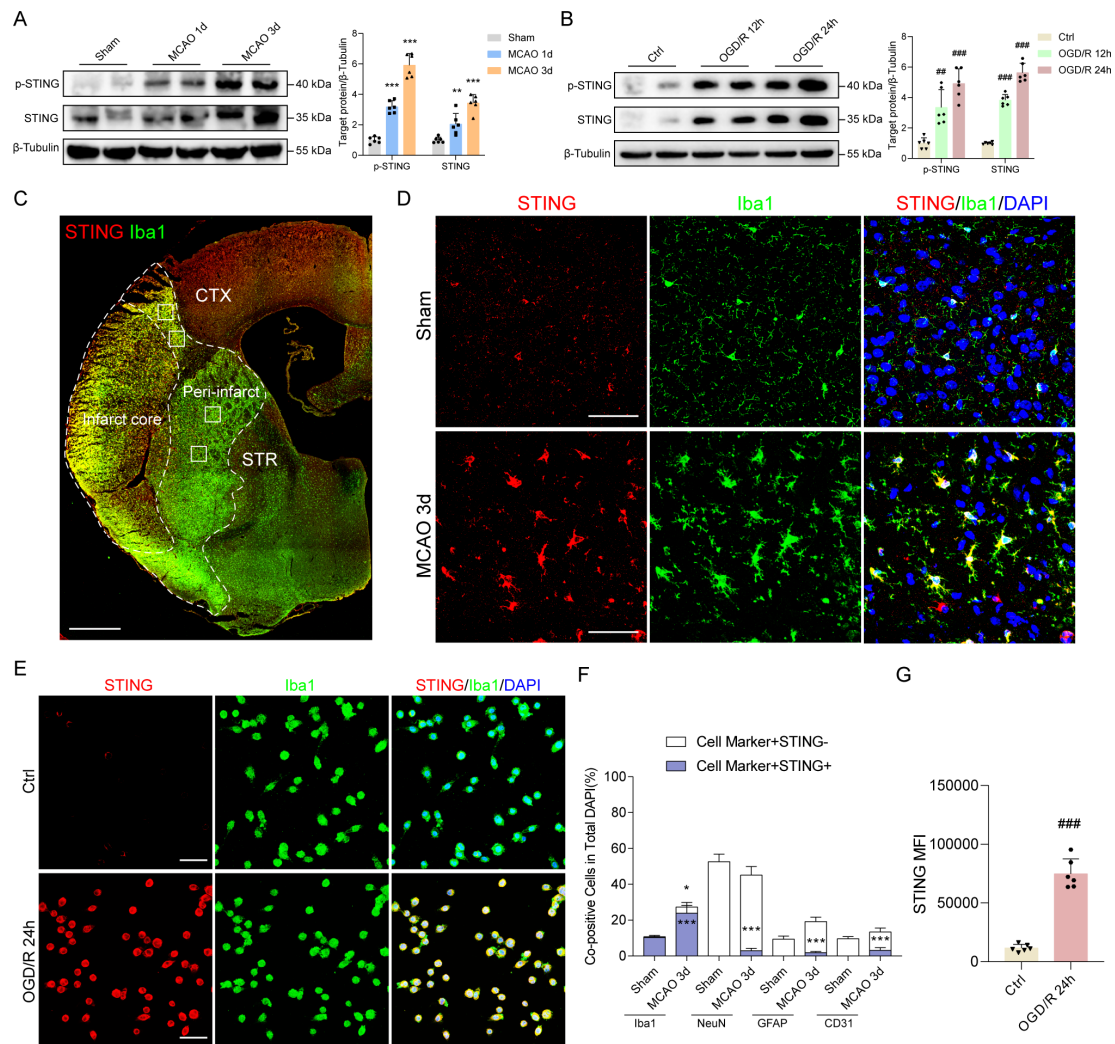 A
Sham
MCAO 1d
MCAO 3d
p-STING
40 kDa
STING
35 kDa
β-Tubulin
55 kDa
Sham
MCAO 1d
MCAO 3d
Target protein/β-Tubulin
8
6
4
2
0
***
***
**
***
p-STING
STING
B
Ctrl
OGD/R 12h
OGD/R 24h
p-STING
40 kDa
STING
35 kDa
β-Tubulin
55 kDa
Ctrl
OGD/R 12h
OGD/R 24h
Target protein/β-Tubulin
8
6
4
2
0
##
###
###
###
p-STING
STING
C
STING Iba1
CTX
Peri-infarct
Infarct core
STR
D
STING
Iba1
STING/Iba1/DAPI
Sham
MCAO 3d
E
STING
Iba1
STING/Iba1/DAPI
Ctrl
OGD/R 24h
F
Cell Marker+STING-
Cell Marker+STING+
Co-positive Cells in Total DAPI(%)
100
80
60
40
20
0
*
***
***
***
***
Sham
MCAO 3d
Sham
MCAO 3d
Sham
MCAO 3d
Sham
MCAO 3d
Iba1
NeuN
GFAP
CD31
G
STING MFI
150000
100000
50000
0
###
Ctrl
OGD/R 24h